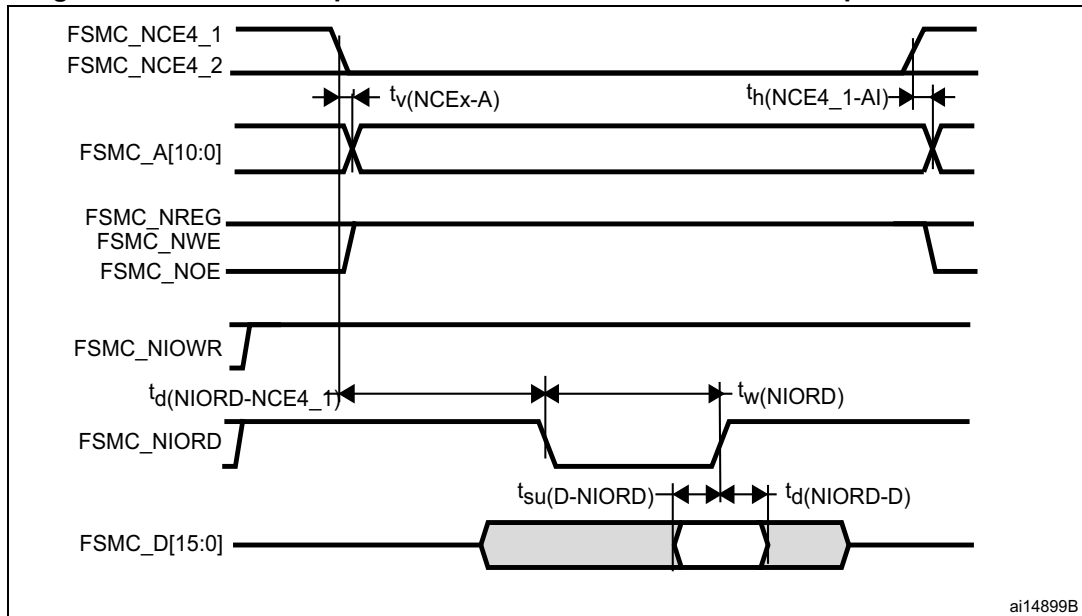 FSMC_NCE4_1
FSMC_NCE4_2
tv(NCEx-A)
th(NCE4_1-AI)
FSMC_A[10:0]
FSMC_NREG
FSMC_NWE
FSMC_NOE
FSMC_NIOWR
td(NIORD-NCE4_1)
tw(NIORD)
FSMC_NIORD
tsu(D-NIORD)
td(NIORD-D)
FSMC_D[15:0]
ai14899B